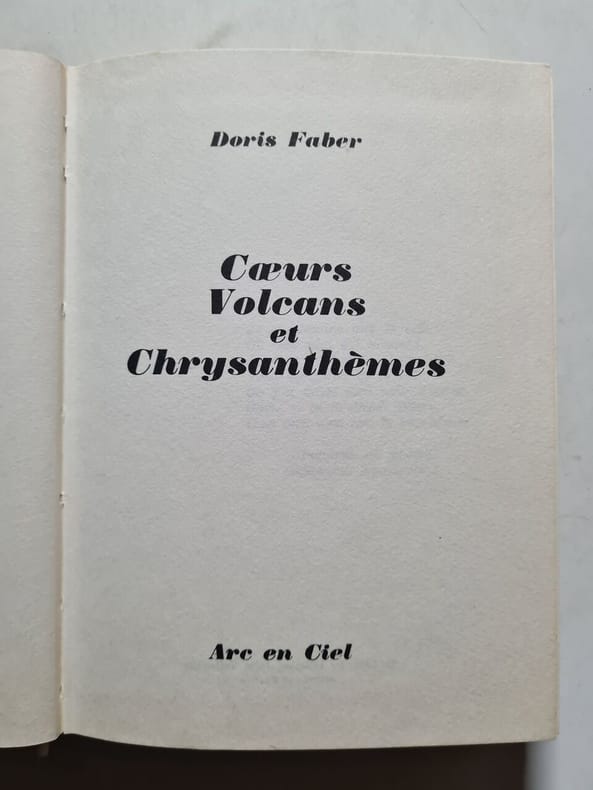 Doris Faber
Cœurs
Volcans
et
Chrysanthèmes
Arc en Ciel